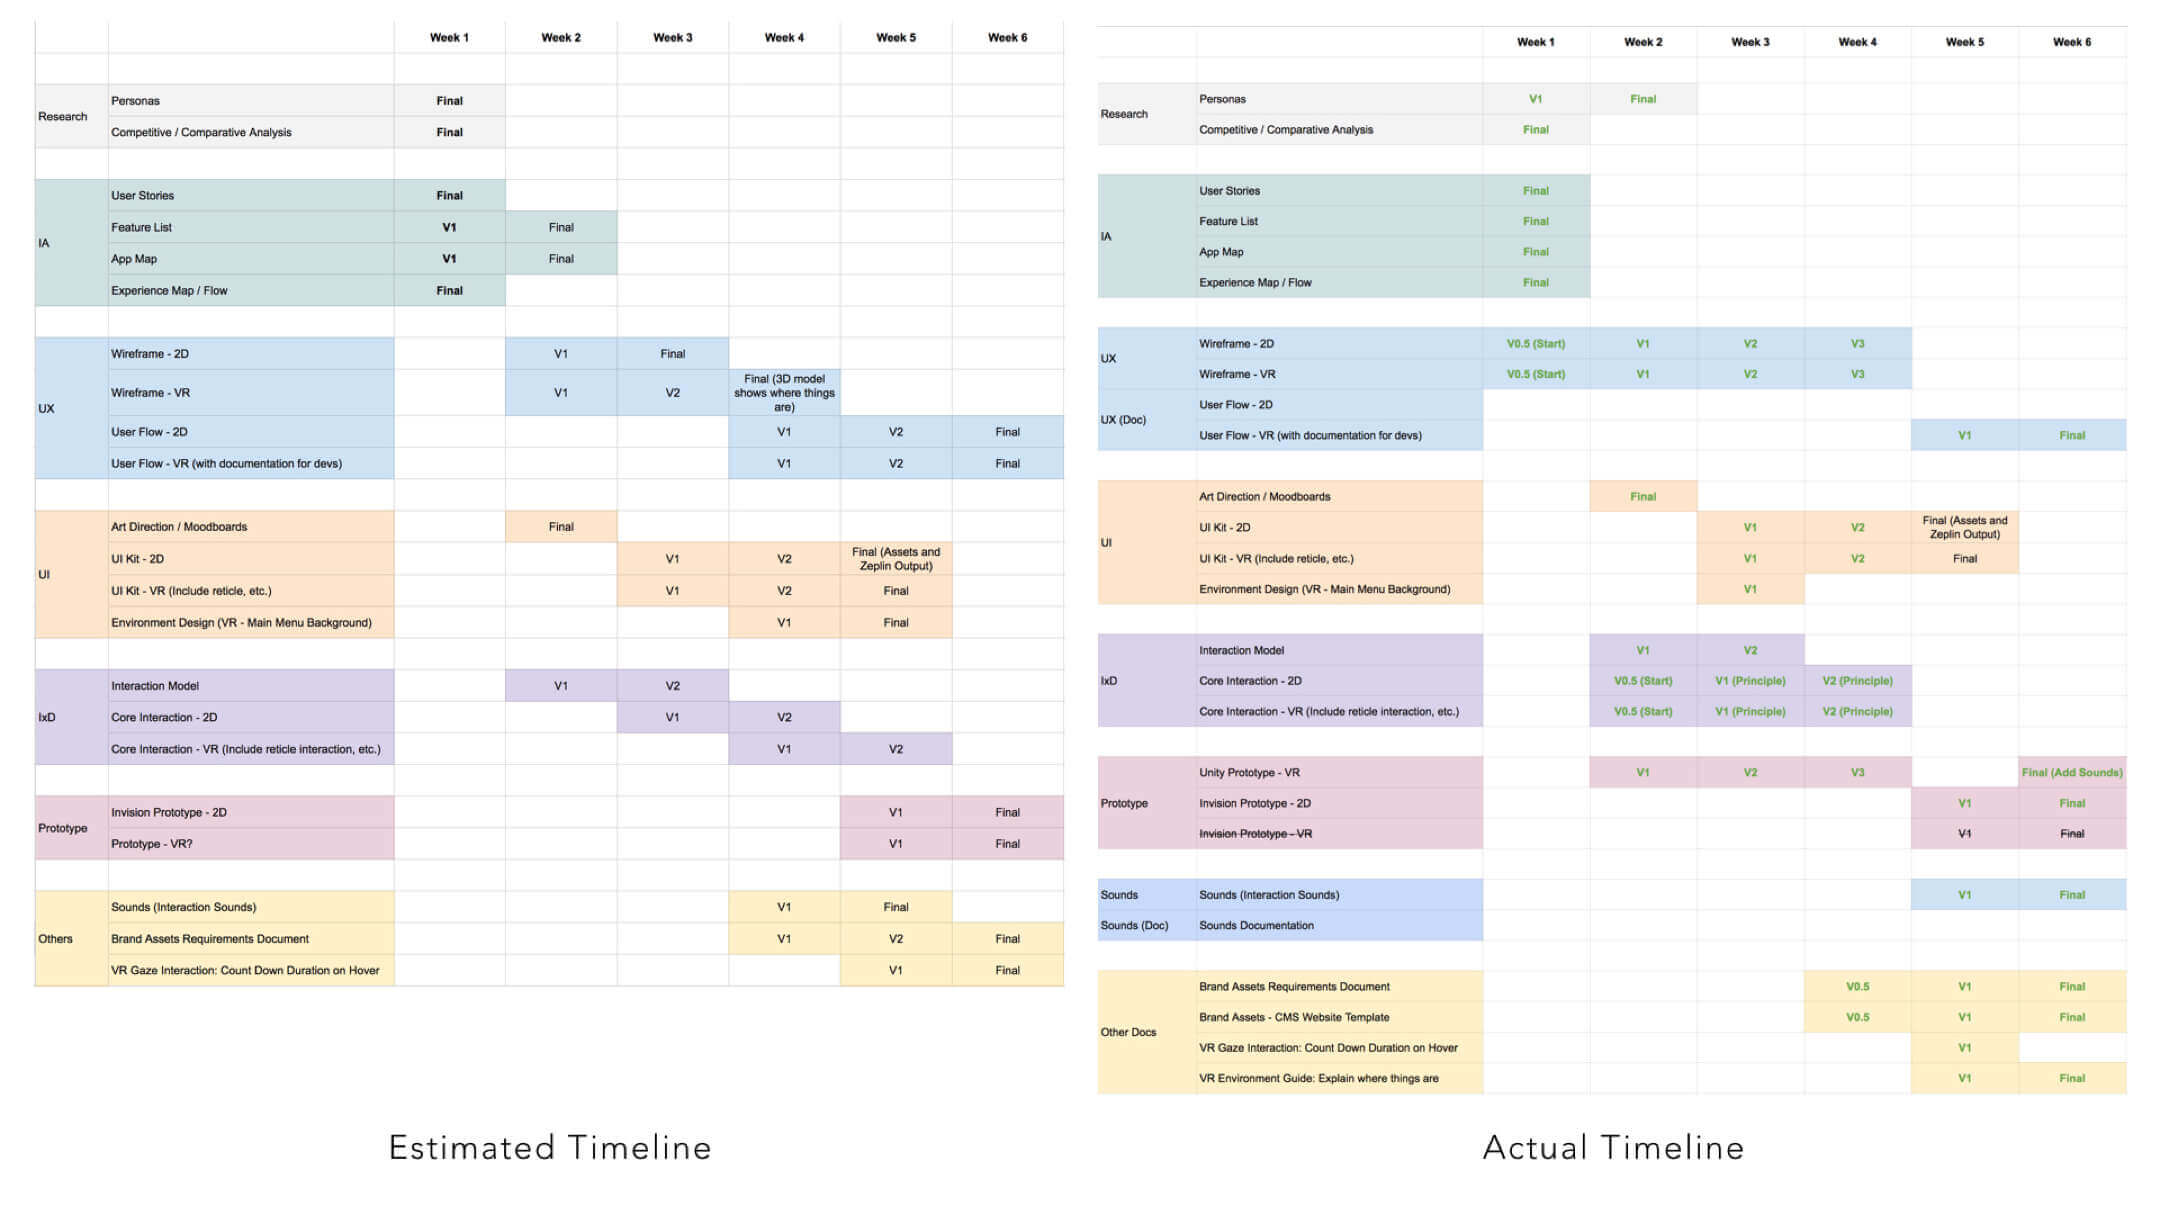 Week 1 Week 2 Week 3 Week 4 Week 5 Week 6
Research
Personas Final
Competitive / Comparative Analysis Final
IA
User Stories Final
Feature List V1 Final
App Map V1 Final
Experience Map / Flow Final
UX
Wireframe - 2D V1 Final
Wireframe - VR V1 V2 Final (3D model
shows where things
are)
User Flow - 2D V1 V2 Final
User Flow - VR (with documentation for devs) V1 V2 Final
UI
Art Direction / Moodboards Final
UI Kit - 2D V1 V2 Final (Assets and
Zeplin Output)
UI Kit - VR (Include reticle, etc.) V1 V2 Final
Environment Design (VR - Main Menu Background) V1 Final
IxD
Interaction Model V1 V2
Core Interaction - 2D V1 V2
Core Interaction - VR (Include reticle interaction, etc.) V1 V2
Prototype
Invision Prototype - 2D V1 Final
Prototype - VR? V1 Final
Others
Sounds (Interaction Sounds) V1 Final
Brand Assets Requirements Document V1 V2 Final
VR Gaze Interaction: Count Down Duration on Hover V1 Final
Estimated Timeline
Week 1 Week 2 Week 3 Week 4 Week 5 Week 6
Research
Personas V1 Final
Competitive / Comparative Analysis Final
IA
User Stories Final
Feature List Final
App Map Final
Experience Map / Flow Final
UX
Wireframe - 2D V0.5 (Start) V1 V2 V3
Wireframe - VR V0.5 (Start) V1 V2 V3
UX (Doc)
User Flow - 2D
User Flow - VR (with documentation for devs) V1 Final
UI
Art Direction / Moodboards Final
UI Kit - 2D V1 V2 Final (Assets and
Zeplin Output)
UI Kit - VR (Include reticle, etc.) V1 V2 Final
Environment Design (VR - Main Menu Background) V1
IxD
Interaction Model V1 V2
Core Interaction - 2D V0.5 (Start) V1 (Principle) V2 (Principle)
Core Interaction - VR (Include reticle interaction, etc.) V0.5 (Start) V1 (Principle) V2 (Principle)
Prototype
Unity Prototype - VR V1 V2 V3 Final (Add Sounds)
Invision Prototype - 2D V1 Final
Invision Prototype - VR V1 Final
Sounds Sounds (Interaction Sounds) V1 Final
Sounds (Doc) Sounds Documentation
Other Docs
Brand Assets Requirements Document V0.5 V1 Final
Brand Assets - CMS Website Template V0.5 V1 Final
VR Gaze Interaction: Count Down Duration on Hover V1
VR Environment Guide: Explain where things are V1 Final
Actual Timeline